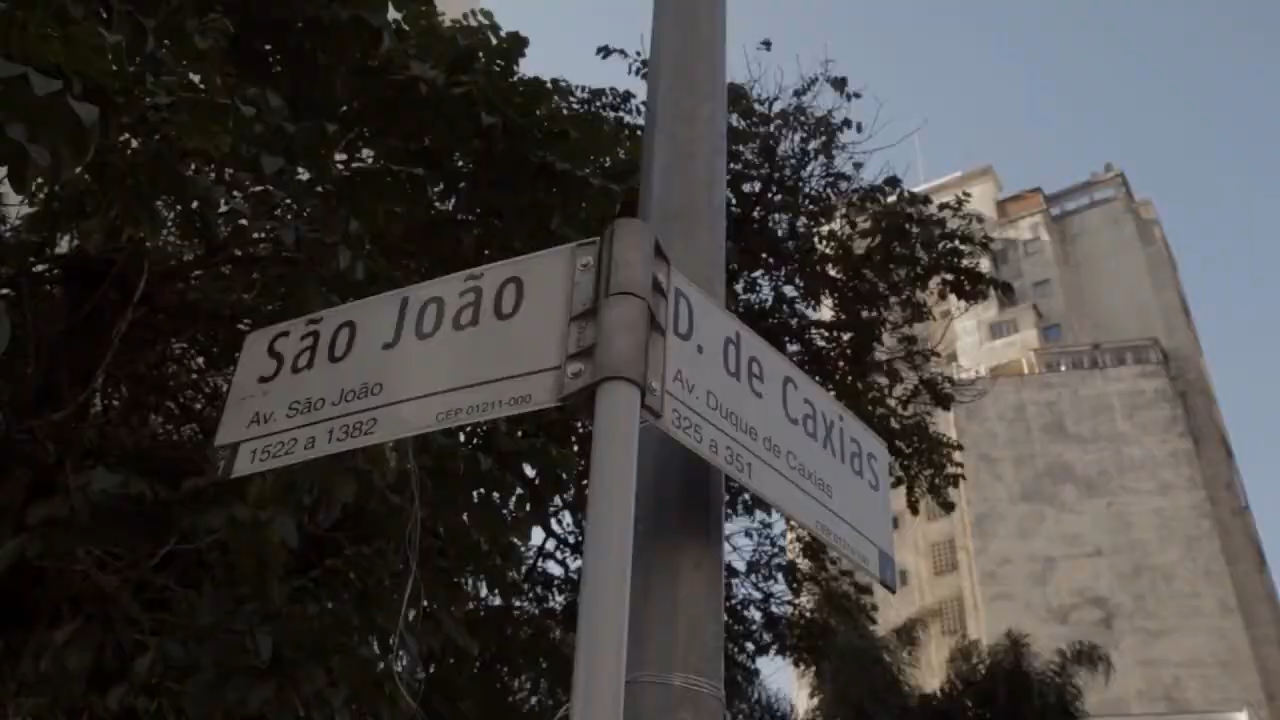 São João
Av. São João
1522 a 1382
CEP 01211-000
D. de Caxias
Av. Duque de Caxias
325 a 351